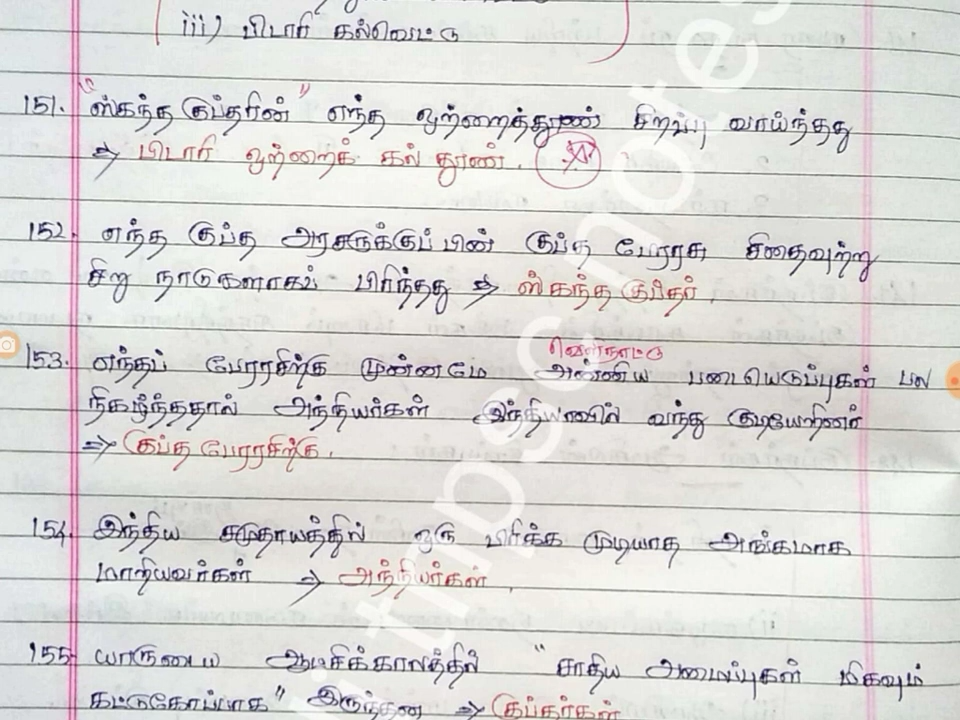 iii) பிடாரி கல்வெட்டு
151. "ஸ்கந்த குப்தரின்" எந்த ஒற்றைத்தூண் சிறப்பு வாய்ந்தது
⇒ பிடாரி ஒற்றைக் கல் தூண்.
152. எந்த குப்த அரசருக்குப் பின் குப்த பேரரசு சிதைவுற்று
சிறு நாடுகளாகப் பிரிந்தது ⇒ ஸ்கந்த குப்தர்.
வெளிநாட்டு
153. எந்தப் பேரரசிற்கு முன்னமே அன்னிய படையெடுப்புகள் பல
நிகழ்ந்ததால் அந்நியர்கள் இந்தியாவில் வந்து குடியேறினர்
⇒ குப்த பேரரசிற்கு.
154. இந்திய சமுதாயத்தில் ஒரு பிரிக்க முடியாத அங்கமாக
மாறியவர்கள் ⇒ அந்நியர்கள்.
155 யாருடைய ஆட்சிக்காலத்தில் "சாதிய அமைப்புகள் மிகவும்
கட்டுகோப்பாக" இருந்தன ⇒ குப்தர்கள்
tnpsc notes